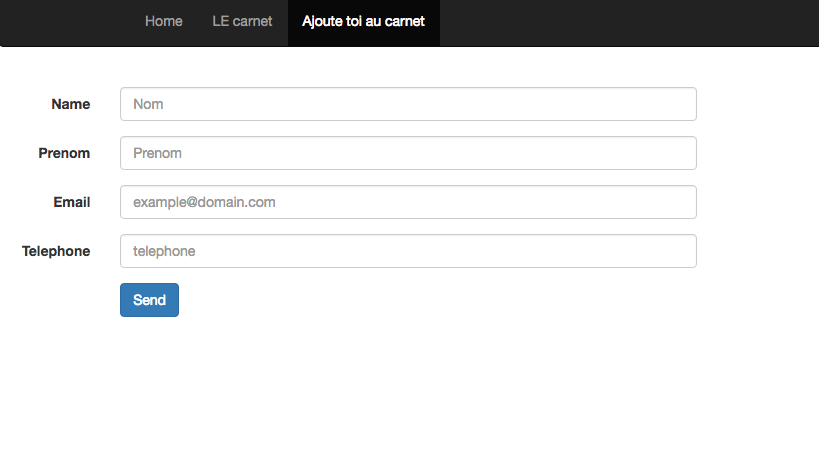 Home LE carnet Ajoute toi au carnet
Name Nom
Prenom Prenom
Email example@domain.com
Telephone telephone
Send